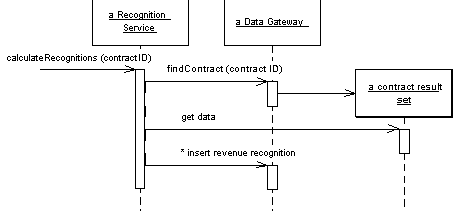 a Recognition
Service
a Data Gateway
calculateRecognitions (contractID)
findContract (contract ID)
a contract result
set
get data
* insert revenue recognition